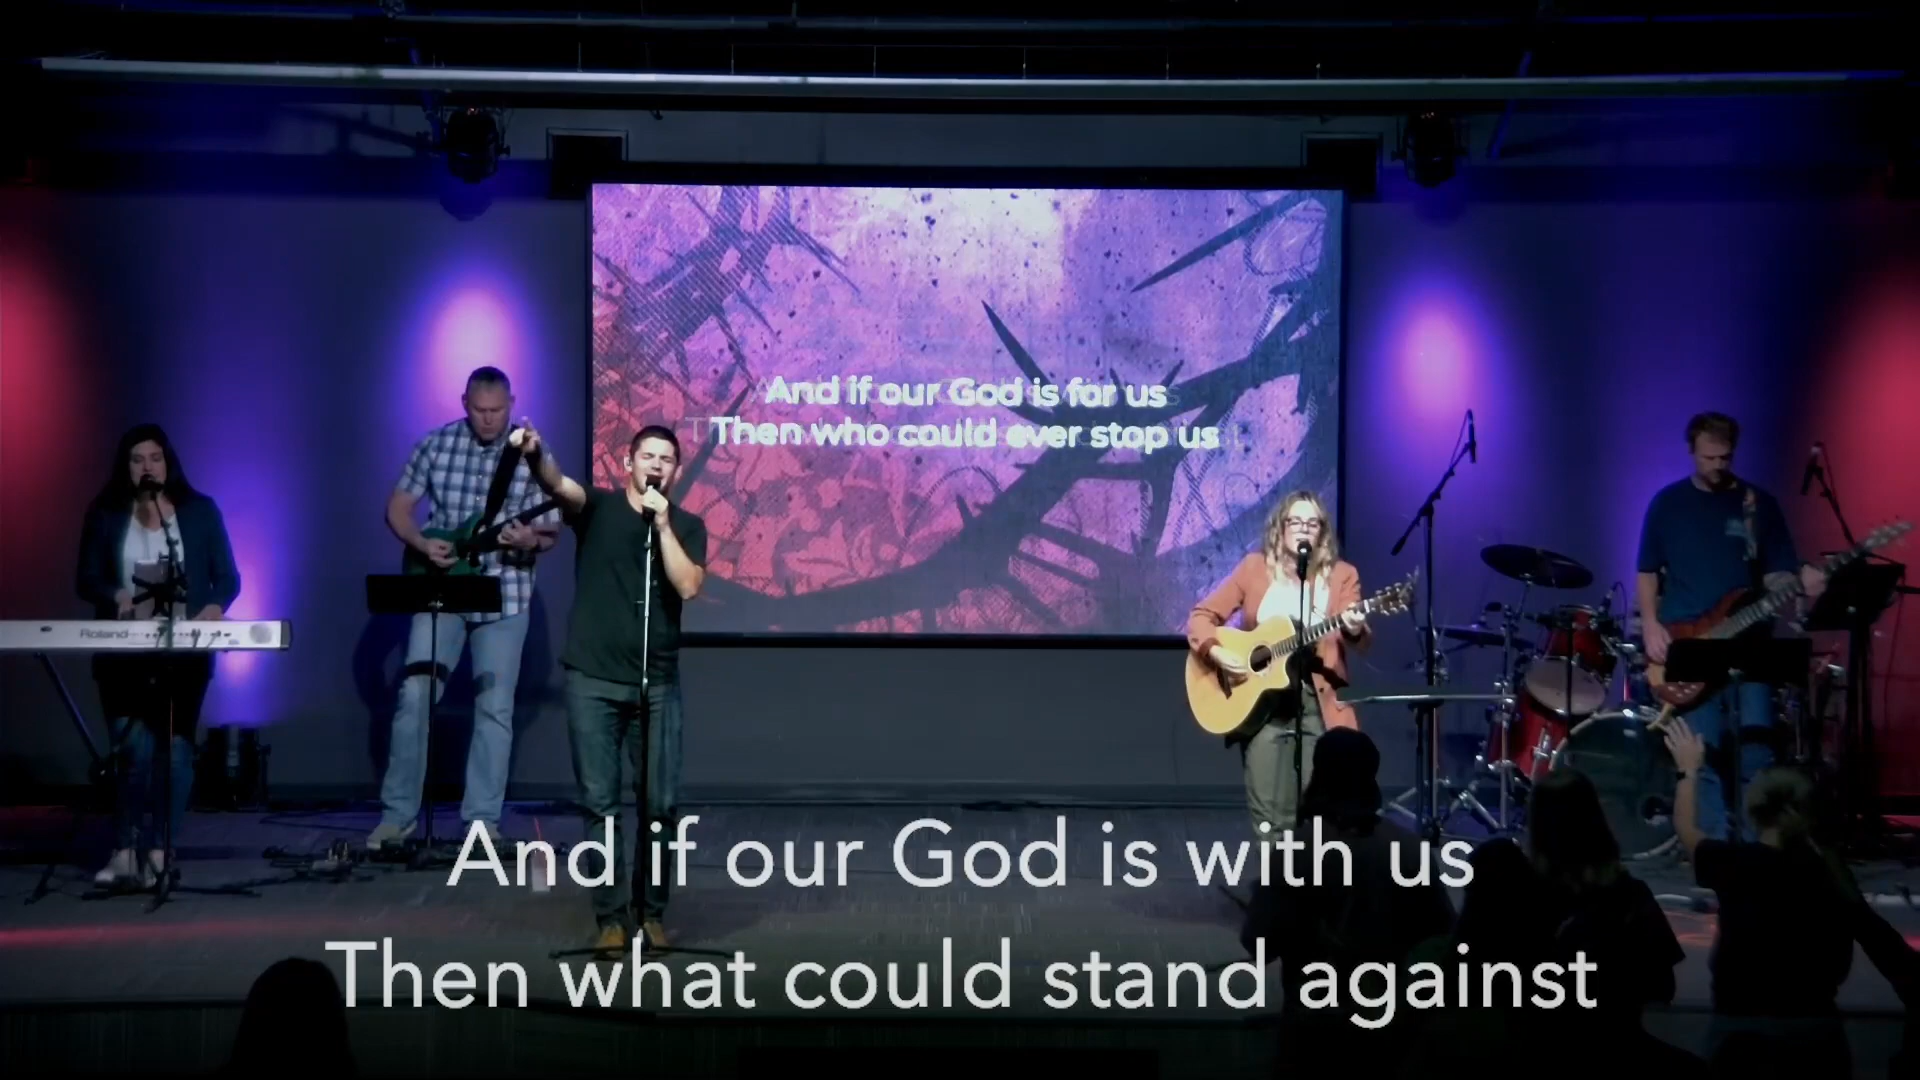 And if our God is for us
Then who could ever stop us
Roland
And if our God is with us
Then what could stand against